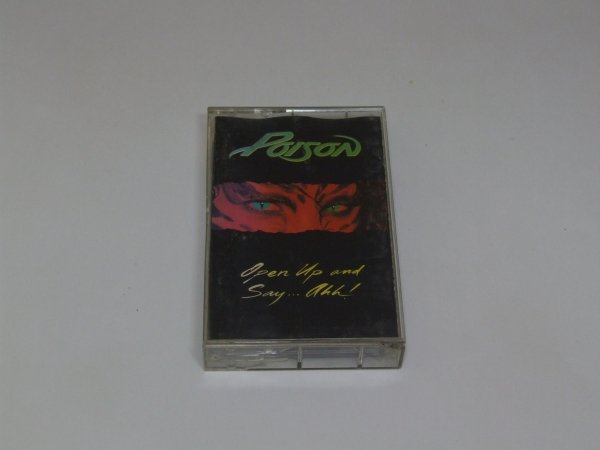 POISON
Open Up and
Say... Ahh!